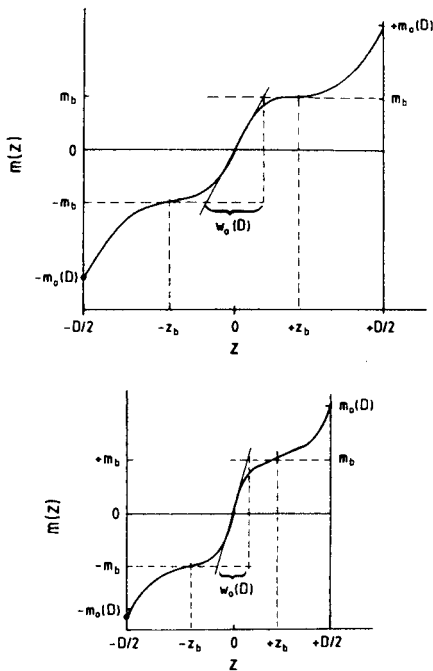 +m₀(D)
m_b
m_b
m(z)
0
-m_b
w₀(D)
-m₀(D)
-D/2
-z_b
0
+z_b
+D/2
z
m₀(D)
+m_b
m_b
m(z)
0
-m_b
w₀(D)
-m₀(D)
-D/2
-z_b
0
+z_b
+D/2
z